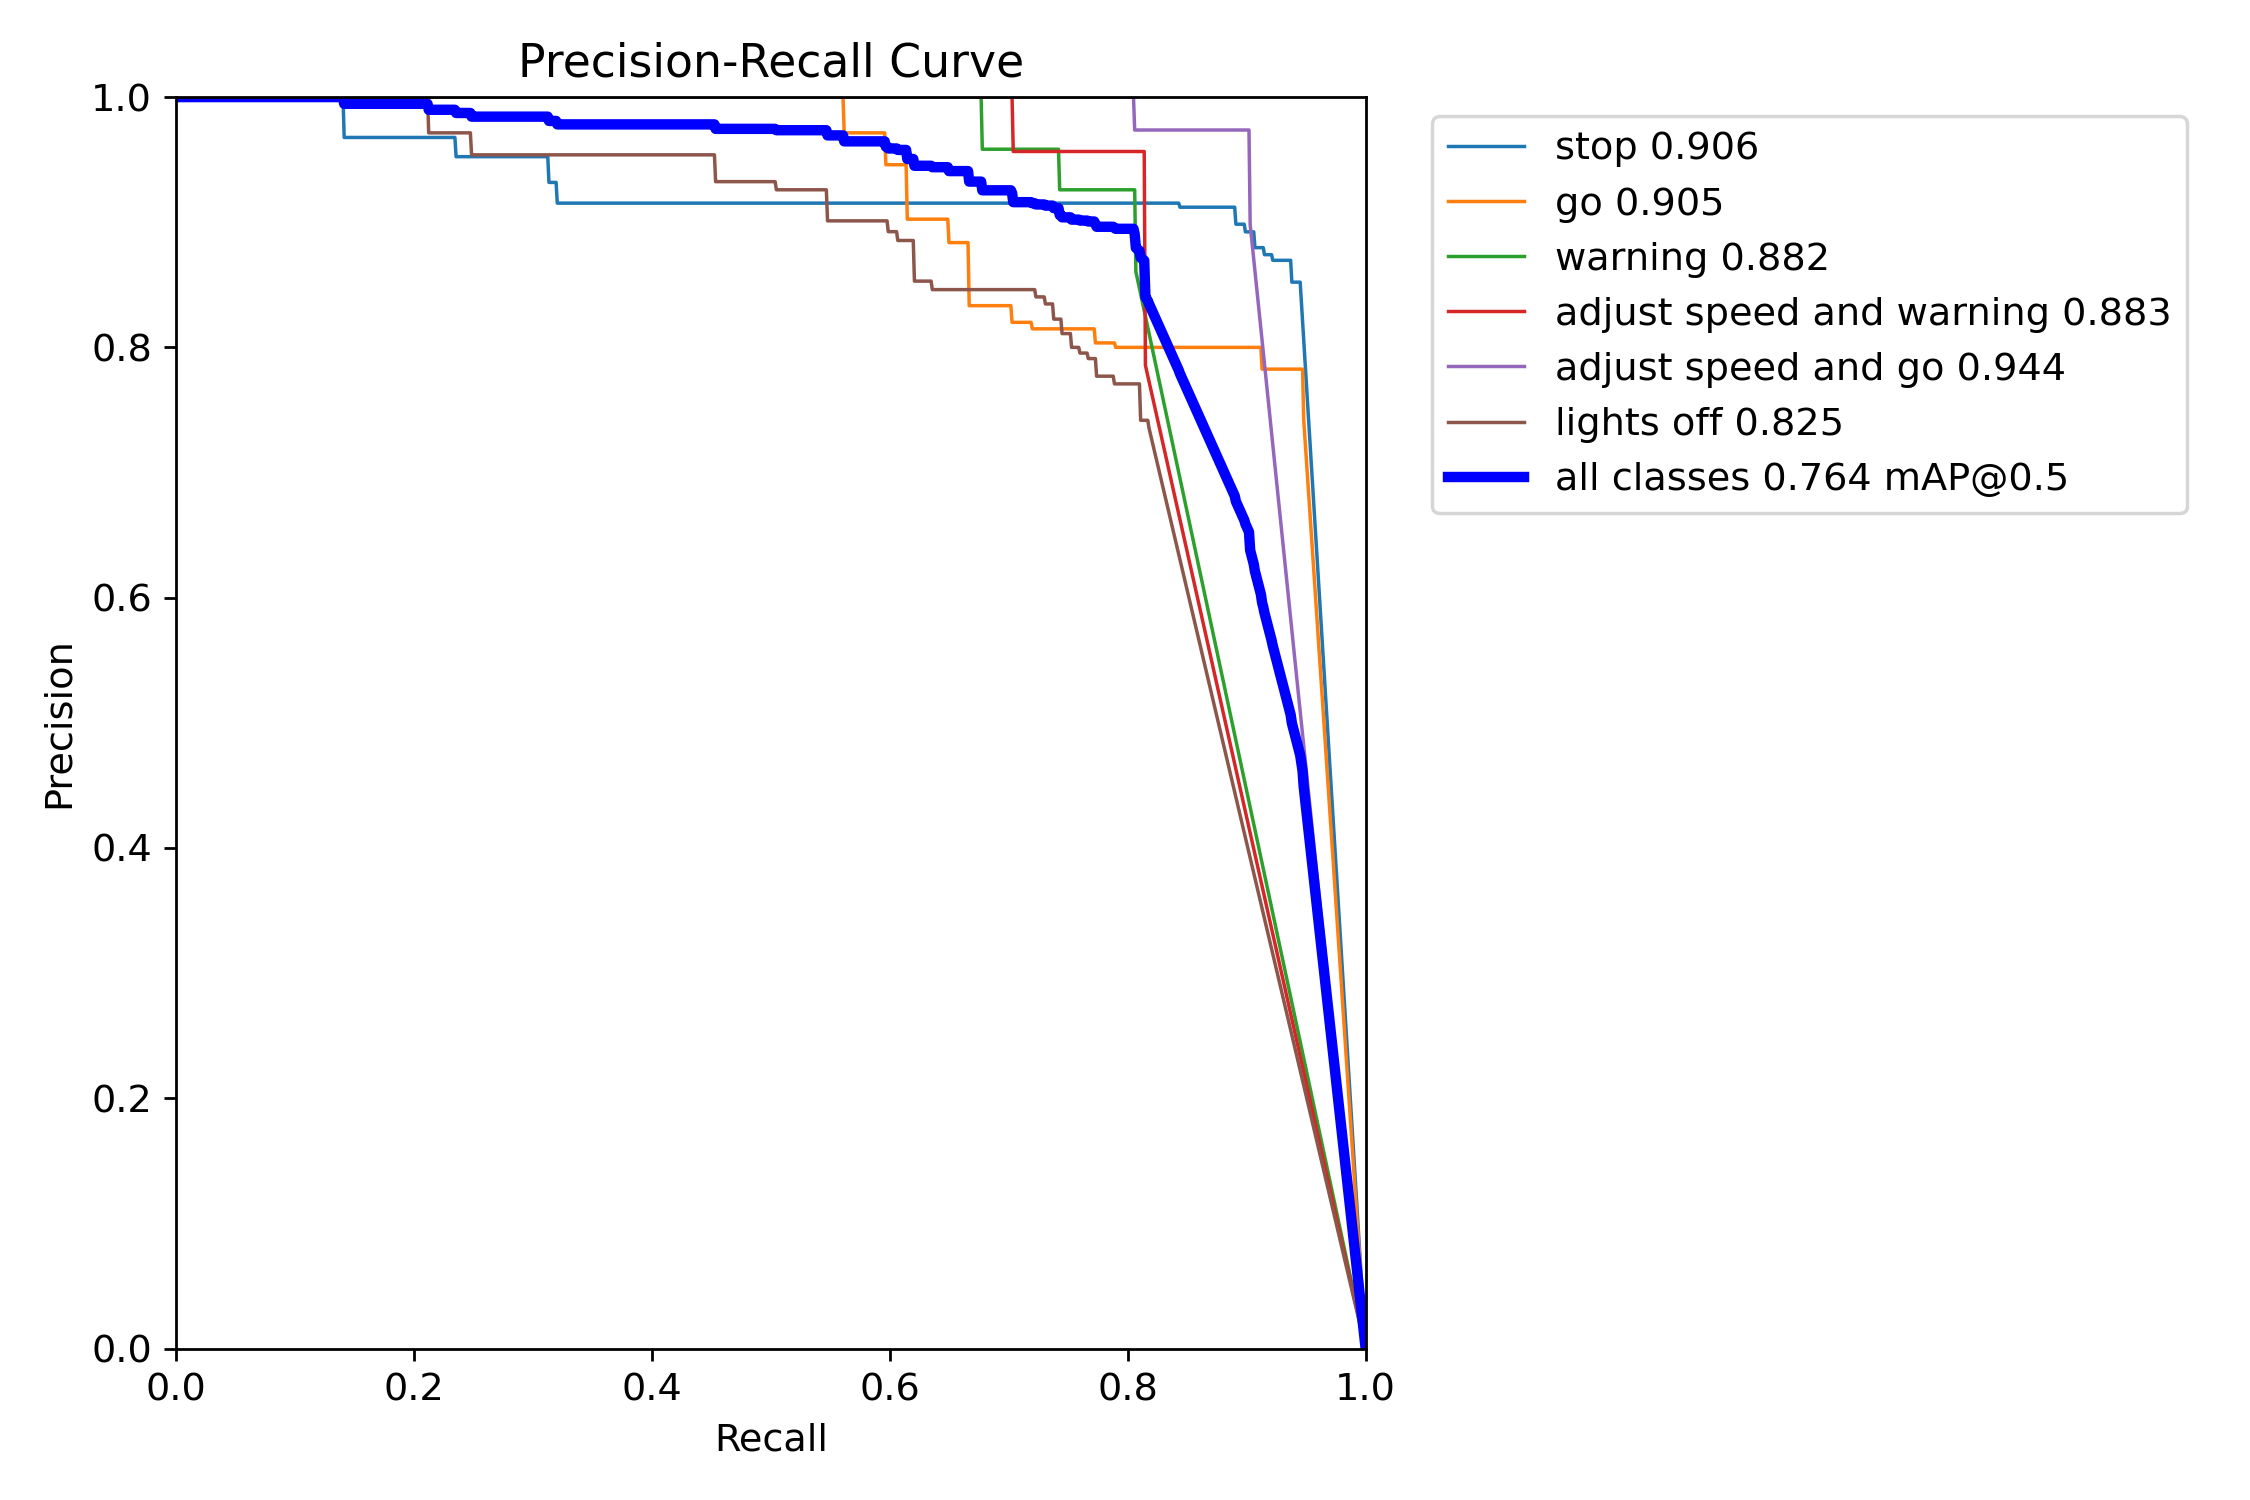 Precision-Recall Curve
1.0
0.8
0.6
0.4
0.2
0.0
Precision
0.0 0.2 0.4 0.6 0.8 1.0
Recall
stop 0.906
go 0.905
warning 0.882
adjust speed and warning 0.883
adjust speed and go 0.944
lights off 0.825
all classes 0.764 mAP@0.5